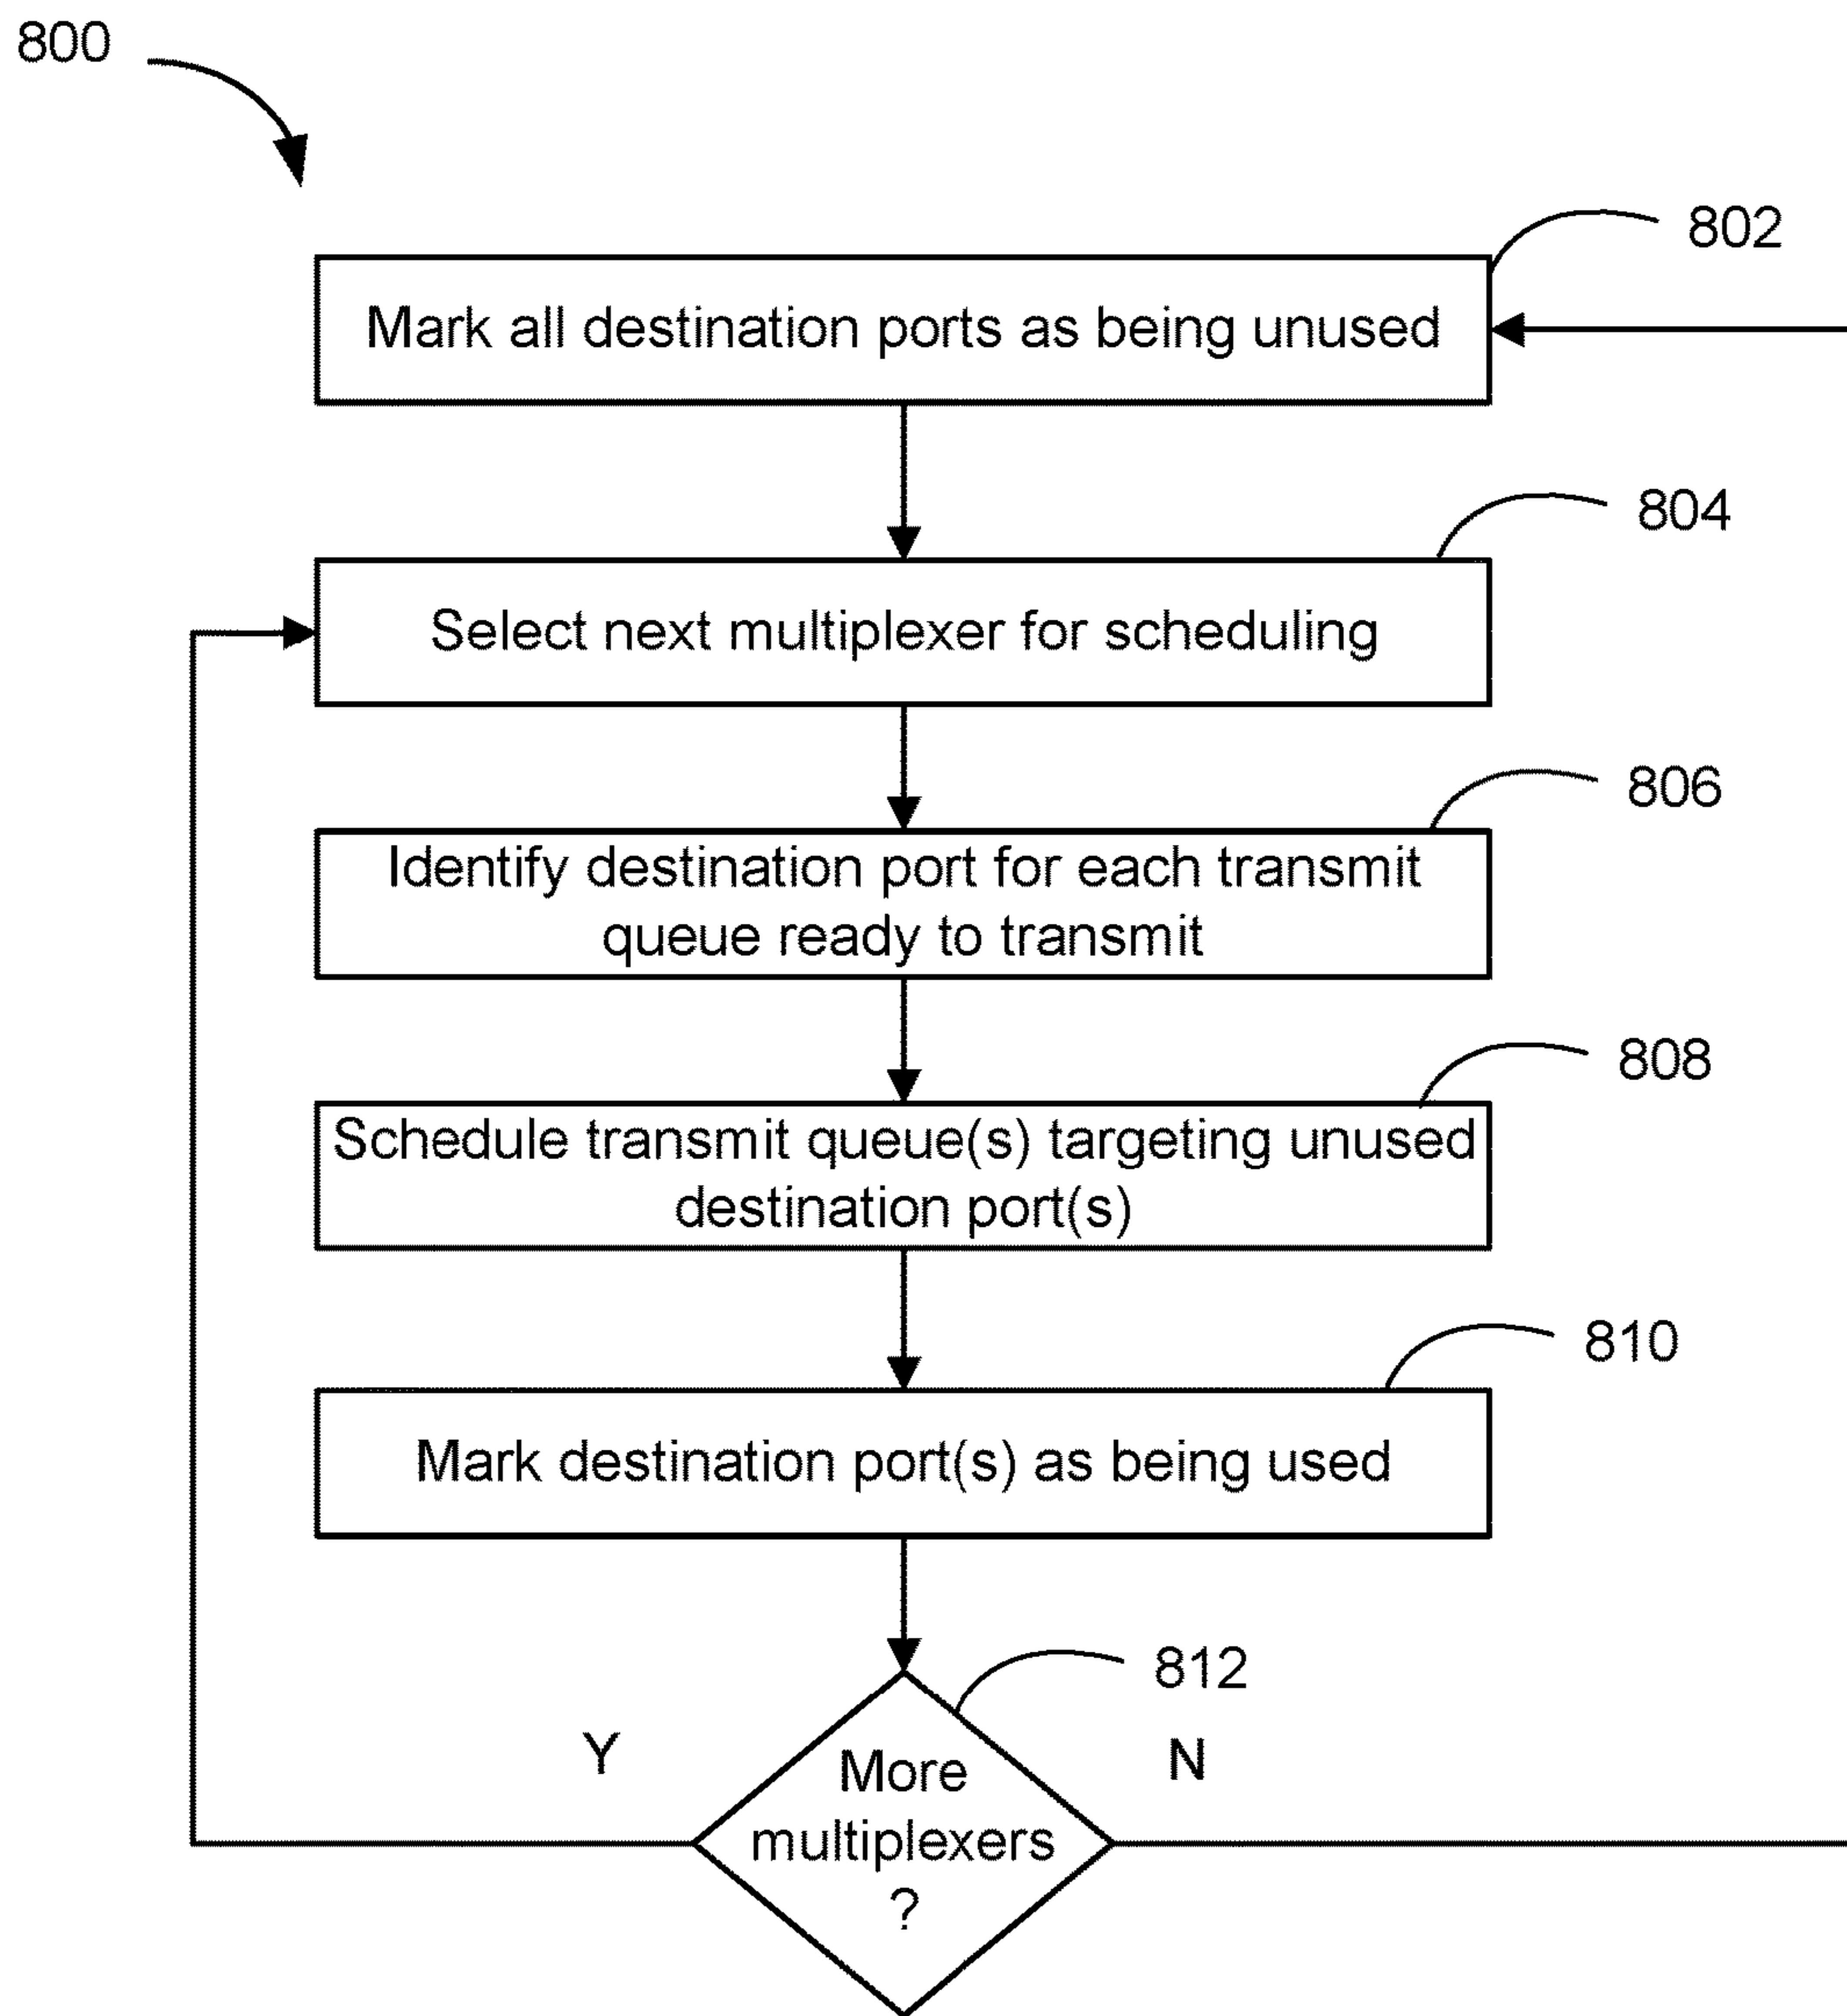 800
802
Mark all destination ports as being unused
804
Select next multiplexer for scheduling
806
Identify destination port for each transmit
queue ready to transmit
808
Schedule transmit queue(s) targeting unused
destination port(s)
810
Mark destination port(s) as being used
812
Y
N
More
multiplexers
?